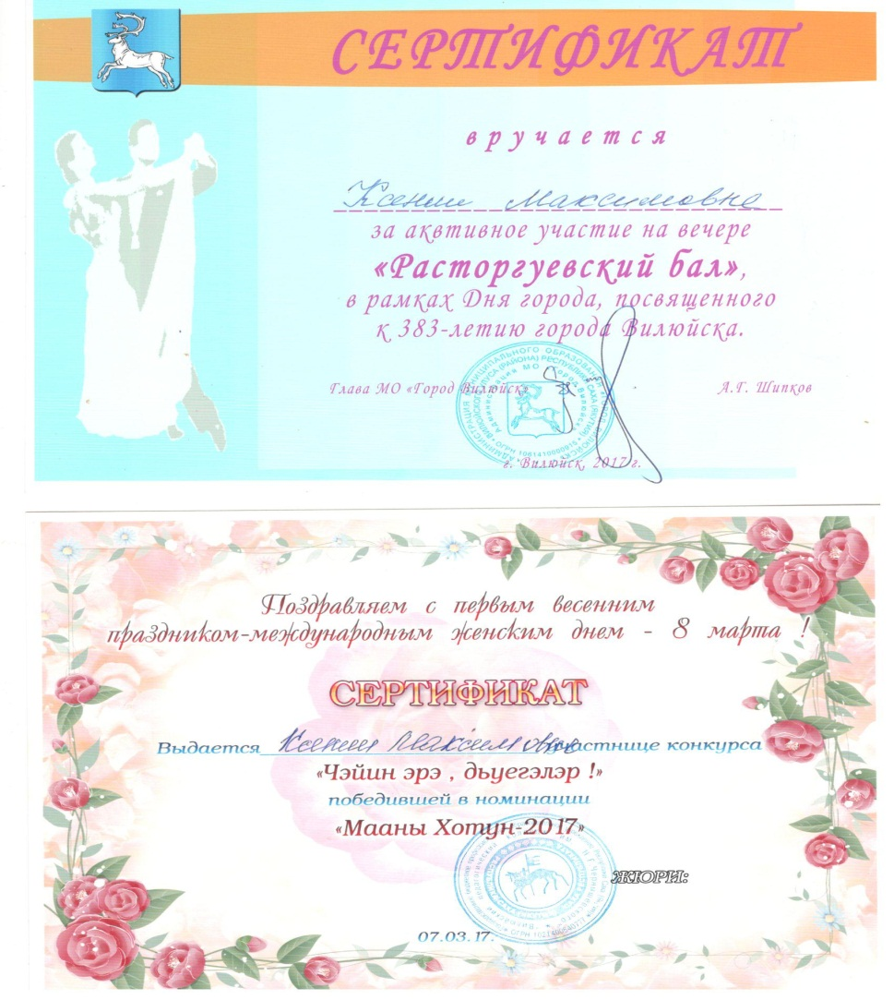 СЕРТИФИКАТ
вручается
Ксении Максимовне
за аквтивное участие на вечере
«Расторгуевский бал»,
в рамках Дня города, посвященного
к 383-летию города Вилюйска.
Глава МО «Город Вилюйск»
А.Г. Шипков
г. Вилюйск, 2017 г.
Поздравляем с первым весенним
праздником-международным женским днем - 8 марта !
СЕРТИФИКАТ
Выдается Ксении Максимовне участнице конкурса
«Чэйин эрэ , дьуегэлэр !»
победившей в номинации
«Мааны Хотун-2017»
ЖЮРИ:
07.03.17.